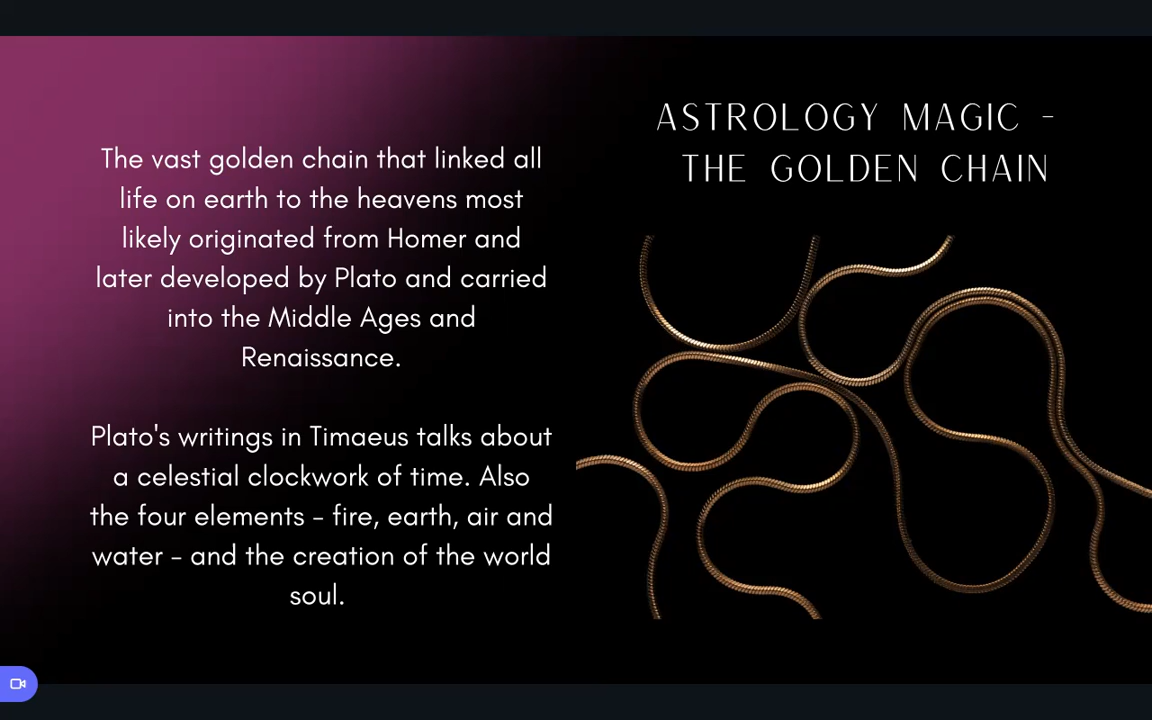 ASTROLOGY MAGIC -
THE GOLDEN CHAIN
The vast golden chain that linked all
life on earth to the heavens most
likely originated from Homer and
later developed by Plato and carried
into the Middle Ages and
Renaissance.
Plato's writings in Timaeus talks about
a celestial clockwork of time. Also
the four elements - fire, earth, air and
water - and the creation of the world
soul.